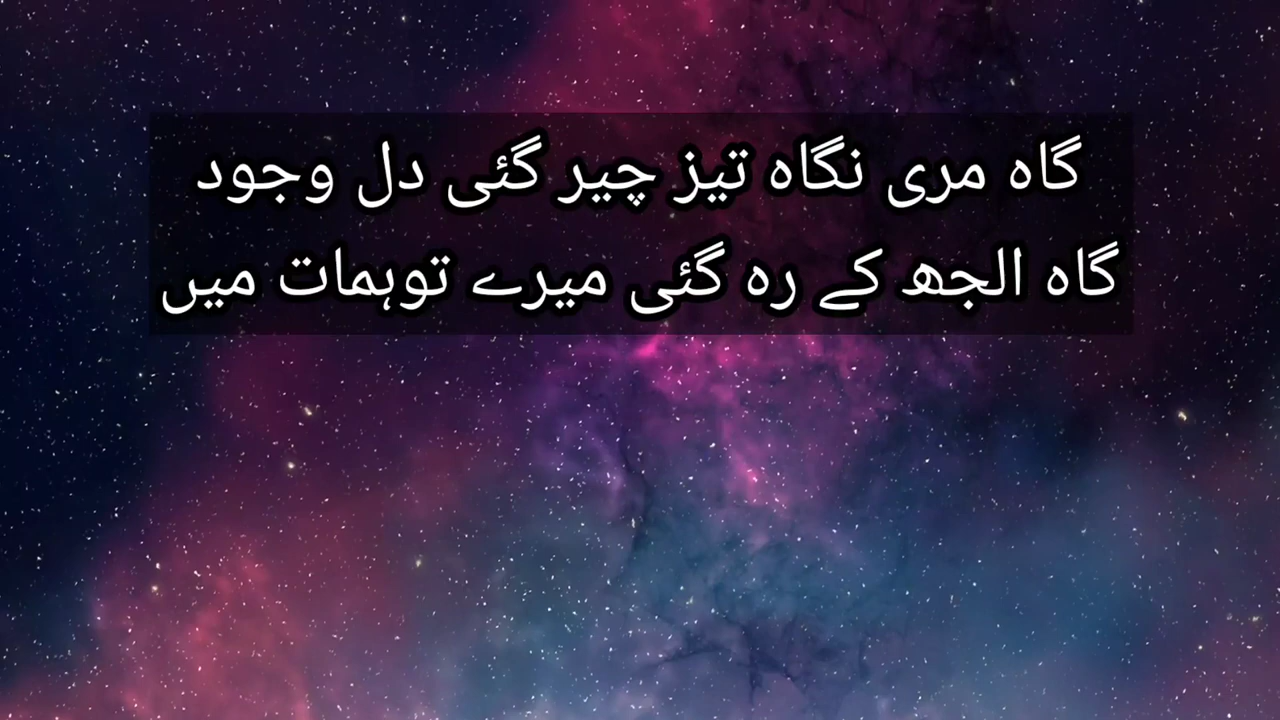 گاہ مری نگاہ تیز چیر گئی دل وجود
گاہ الجھ کے رہ گئی میرے توہمات میں